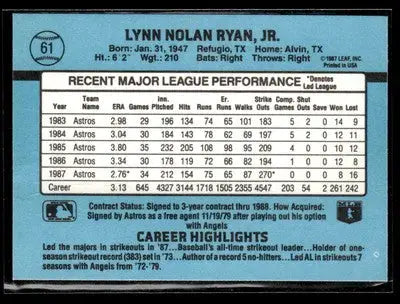 61
LYNN NOLAN RYAN, JR.
Born: Jan. 31, 1947 Refugio, TX Home: Alvin, TX
Ht.: 6'2" Wgt.: 210 Bats: Right Throws: Right
© 1987 LEAF, INC.
Printed in U.S.A.
RECENT MAJOR LEAGUE PERFORMANCE *Denotes Led League
Year Team Name ERA Games Inn. Pitched Hits Runs Er. Runs Walks Strike Outs Comp. Games Shut Outs Saves Won Lost
1983 Astros 2.98 29 196 134 74 65 101 183 5 2 0 14 9
1984 Astros 3.04 30 184 143 78 62 69 197 5 2 0 12 11
1985 Astros 3.80 35 232 205 108 98 95 209 4 0 0 10 12
1986 Astros 3.34 30 178 119 72 66 82 194 1 0 0 12 8
1987 Astros 2.76* 34 212 154 75 65 87 270* 0 0 0 8 16
Career 3.13 645 4327 3144 1718 1505 2355 4547 203 54 2 261 242
Contract Status: Signed to 3-year contract thru 1988. How Acquired:
Signed by Astros as a free agent 11/19/79 after playing out his option
with Angels
CAREER HIGHLIGHTS
Led the majors in strikeouts in '87...Baseball's all-time strikeout leader...Holder of one-
season strikeout record (383) set in '73...Author of a record 5 no-hitters...Led AL in strikeouts 7
seasons with Angels from '72-'79.